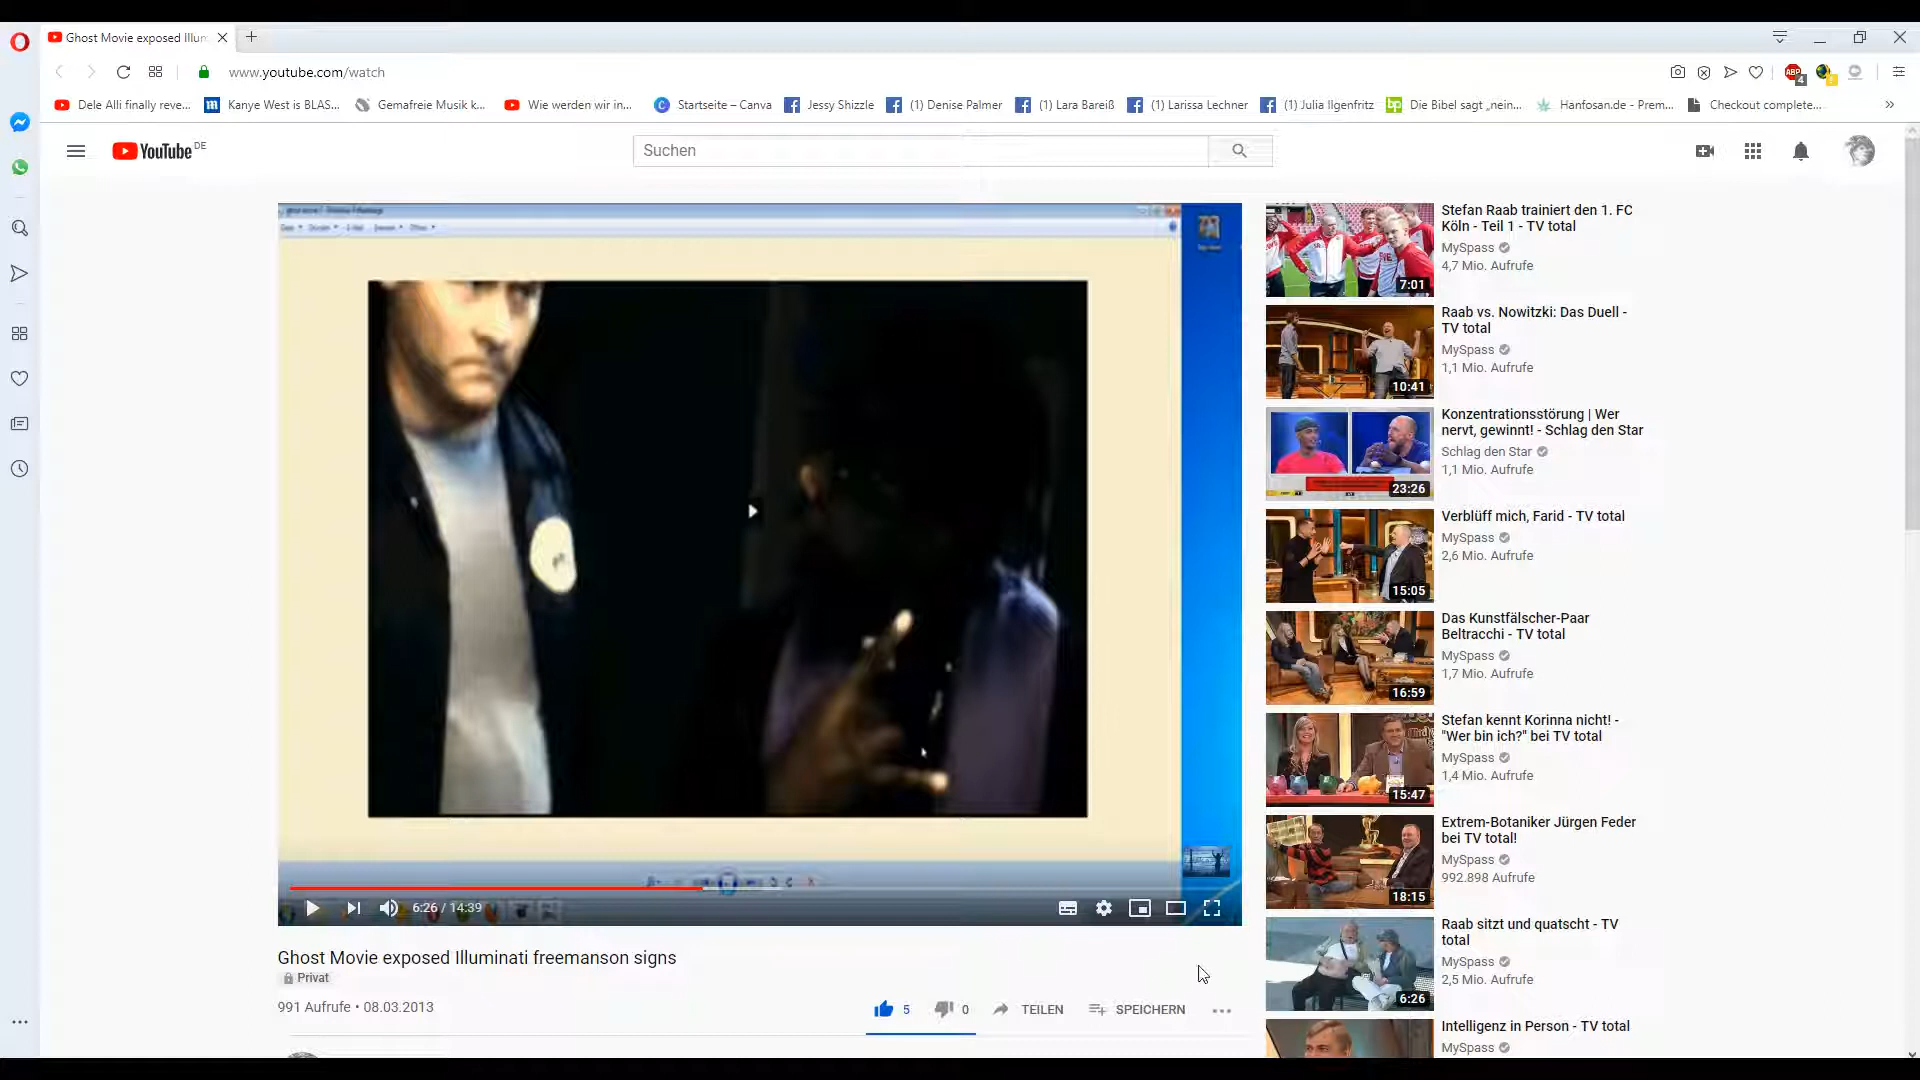 Ghost Movie exposed Illun
www.youtube.com/watch
ABP
4
Dele Alli finally reve...
Kanye West is BLAS...
Gemafreie Musik k...
Wie werden wir in...
Startseite – Canva
Jessy Shizzle
(1) Denise Palmer
(1) Lara Bareiß
(1) Larissa Lechner
(1) Julia Ilgenfritz
bp
Die Bibel sagt „nein...
Hanfosan.de - Prem...
Checkout complete...
»
YouTube DE
Suchen
Stefan Raab trainiert den 1. FC
Köln - Teil 1 - TV total
MySpass
4,7 Mio. Aufrufe
7:01
Raab vs. Nowitzki: Das Duell -
TV total
MySpass
1,1 Mio. Aufrufe
10:41
Konzentrationsstörung | Wer
nervt, gewinnt! - Schlag den Star
Schlag den Star
1,1 Mio. Aufrufe
23:26
Verblüff mich, Farid - TV total
MySpass
2,6 Mio. Aufrufe
15:05
Das Kunstfälscher-Paar
Beltracchi - TV total
MySpass
1,7 Mio. Aufrufe
16:59
Stefan kennt Korinna nicht! -
"Wer bin ich?" bei TV total
MySpass
1,4 Mio. Aufrufe
15:47
Extrem-Botaniker Jürgen Feder
bei TV total!
MySpass
992.898 Aufrufe
18:15
Raab sitzt und quatscht - TV
total
MySpass
2,5 Mio. Aufrufe
6:26
Intelligenz in Person - TV total
MySpass
6:26 / 14:39
Ghost Movie exposed Illuminati freemanson signs
Privat
991 Aufrufe • 08.03.2013
5
0
TEILEN
SPEICHERN